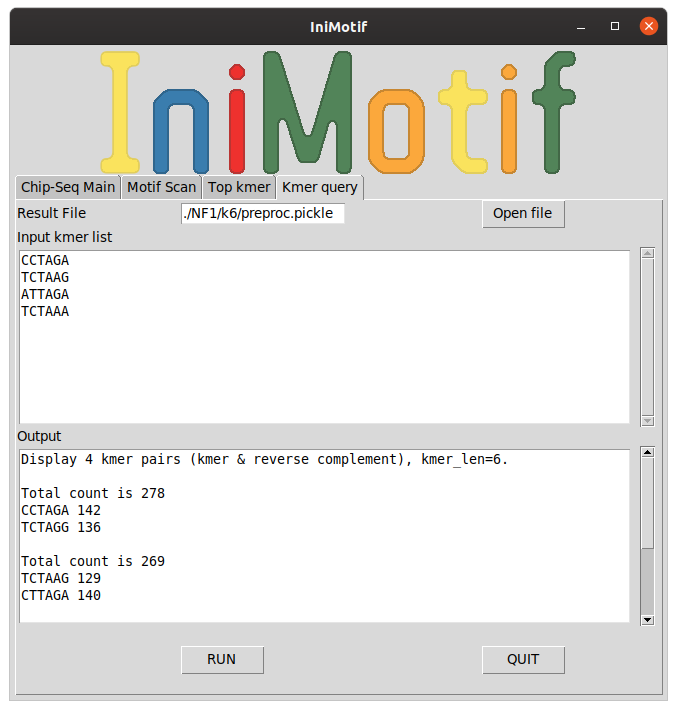 IniMotif
IniMotif
Chip-Seq Main Motif Scan Top kmer Kmer query
Result File ./NF1/k6/preproc.pickle Open file
Input kmer list
CCTAGA
TCTAAG
ATTAGA
TCTAAA
Output
Display 4 kmer pairs (kmer & reverse complement), kmer_len=6.
Total count is 278
CCTAGA 142
TCTAGG 136
Total count is 269
TCTAAG 129
CTTAGA 140
RUN QUIT